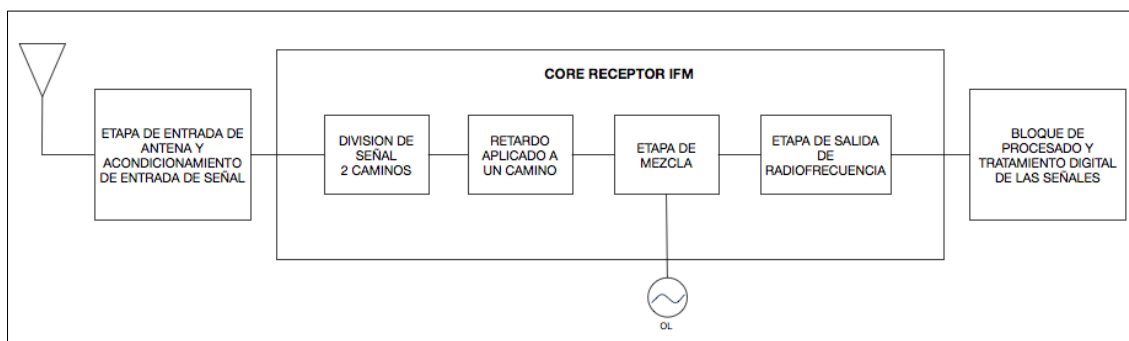 CORE RECEPTOR IFM
ETAPA DE ENTRADA DE
ANTENA Y
ACONDICIONAMIENTO
DE ENTRADA DE SEÑAL
DIVISION DE
SEÑAL
2 CAMINOS
RETARDO
APLICADO A
UN CAMINO
ETAPA DE
MEZCLA
ETAPA DE SALIDA
DE
RADIOFRECUENCIA
BLOQUE DE
PROCESADO Y
TRATAMIENTO DIGITAL
DE LAS SEÑALES
OL